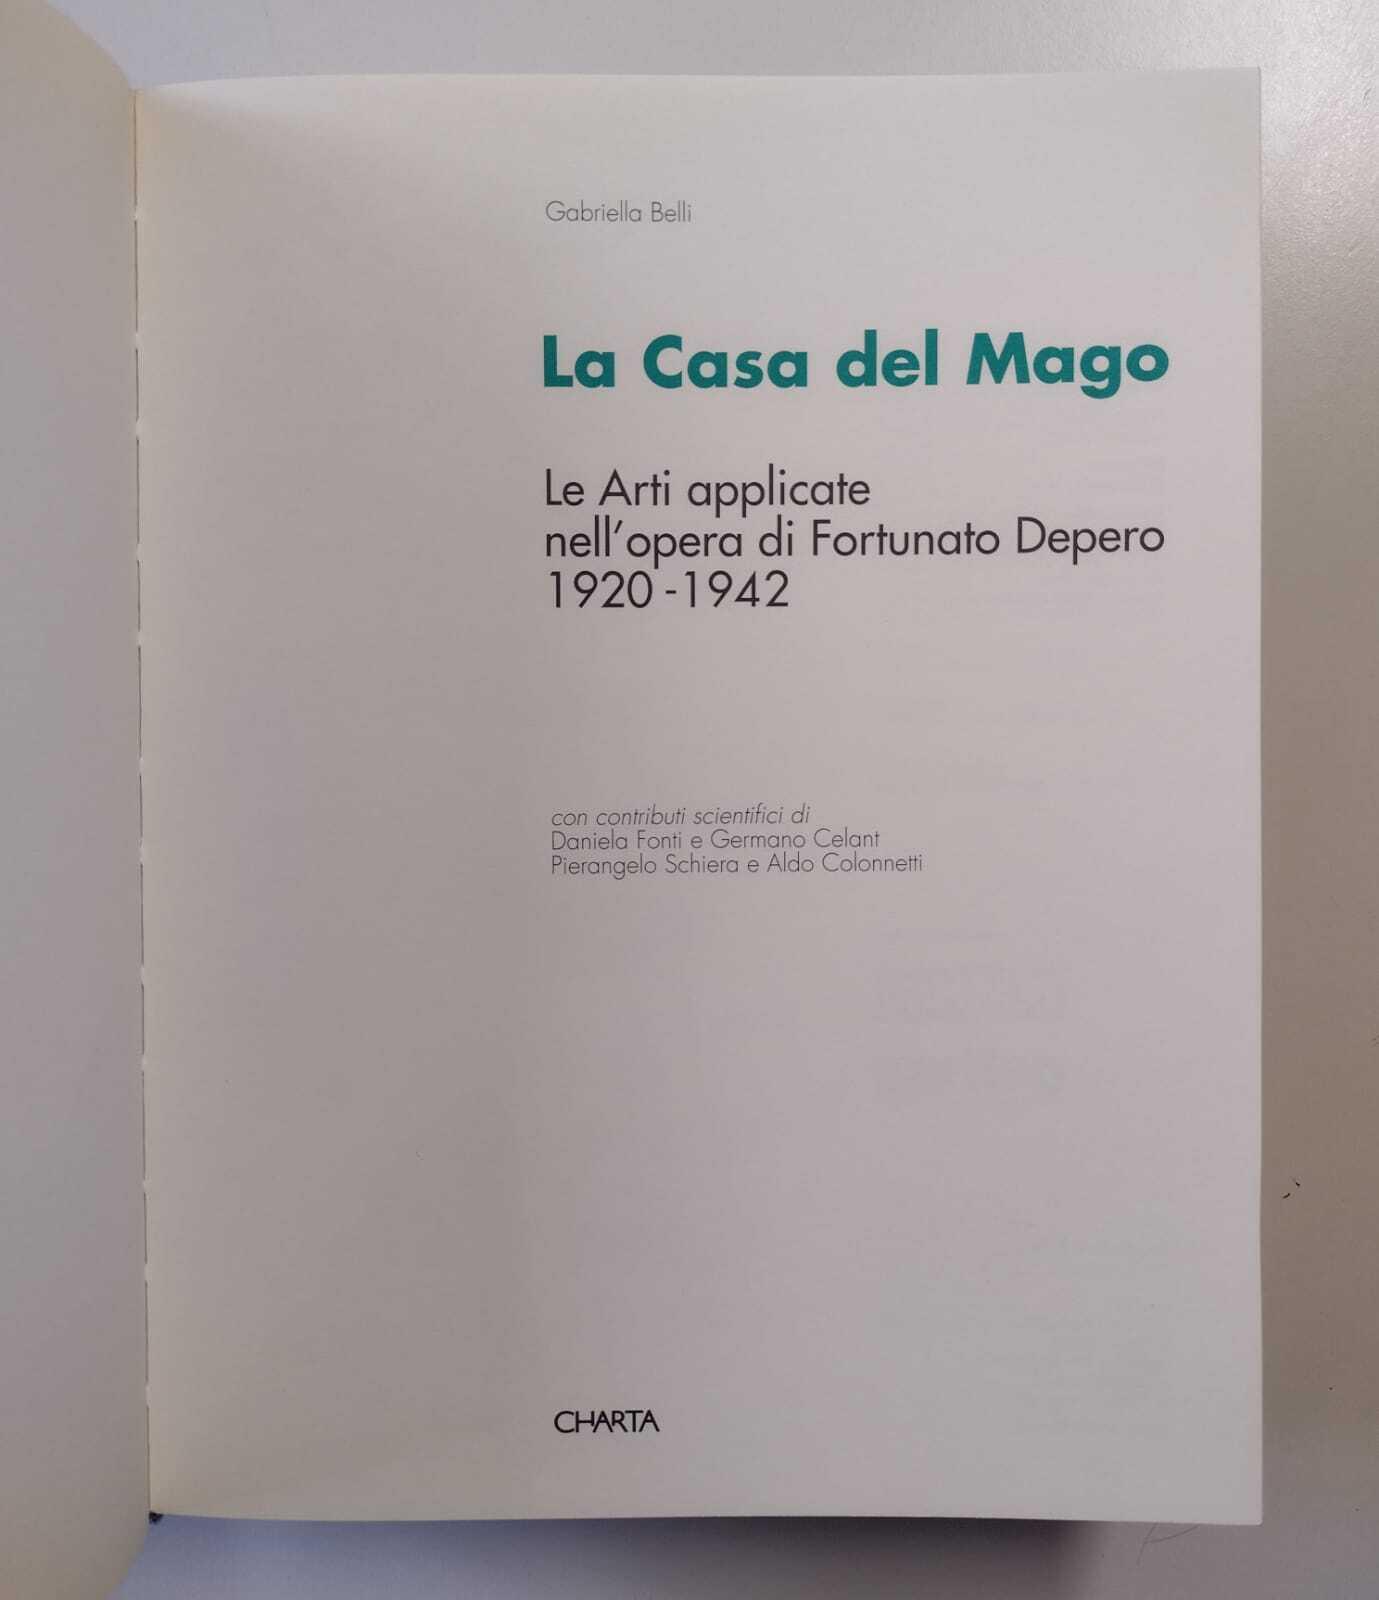 Gabriella Belli
La Casa del Mago
Le Arti applicate
nell'opera di Fortunato Depero
1920-1942
con contributi scientifici di
Daniela Fonti e Germano Celant
Pierangelo Schiera e Aldo Colonnetti
CHARTA